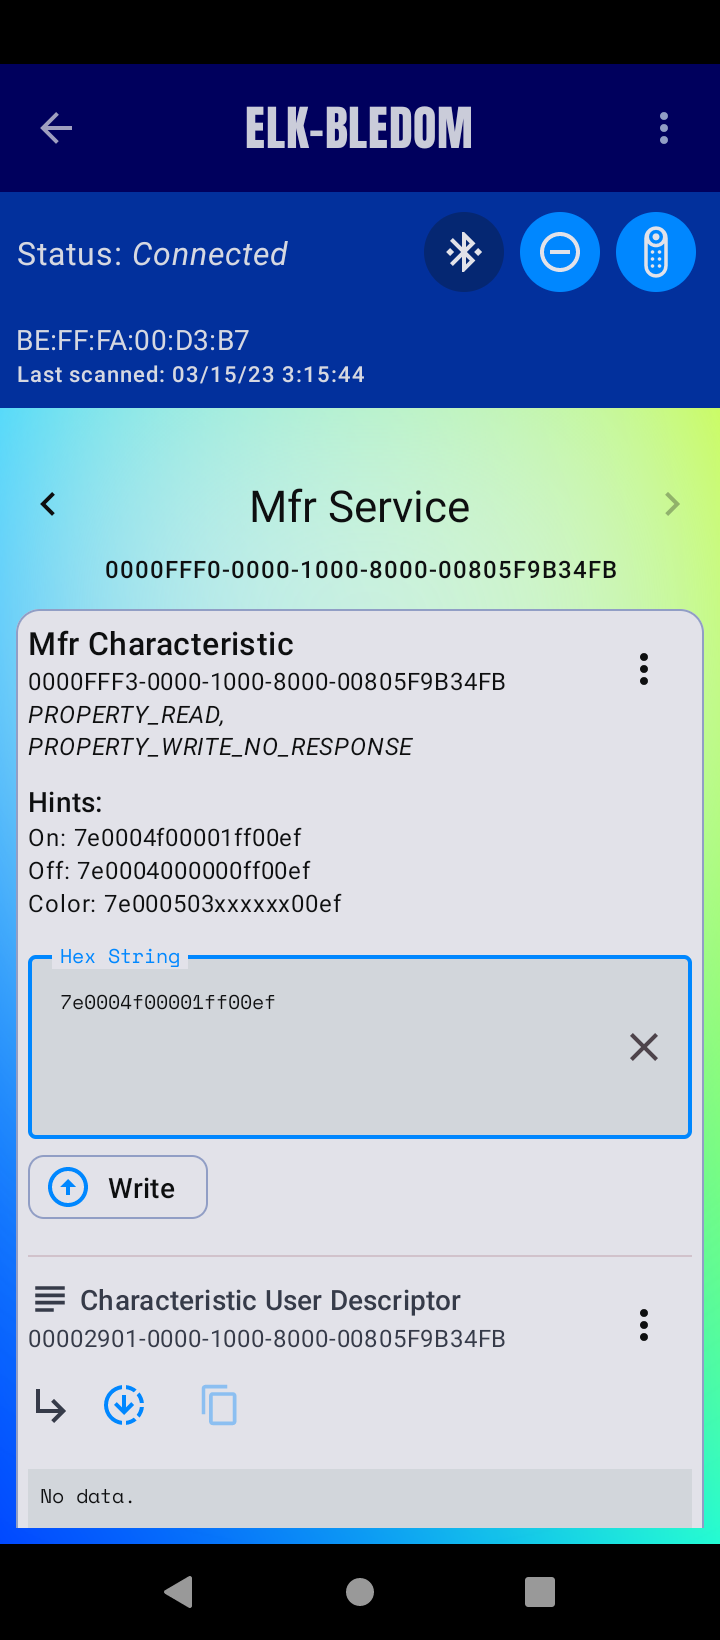 ELK-BLEDOM
Status: Connected
BE:FF:FA:00:D3:B7
Last scanned: 03/15/23 3:15:44
Mfr Service
0000FFF0-0000-1000-8000-00805F9B34FB
Mfr Characteristic
0000FFF3-0000-1000-8000-00805F9B34FB
PROPERTY_READ,
PROPERTY_WRITE_NO_RESPONSE
Hints:
On: 7e0004f00001ff00ef
Off: 7e0004000000ff00ef
Color: 7e000503xxxxxx00ef
Hex String
7e0004f00001ff00ef
Write
Characteristic User Descriptor
00002901-0000-1000-8000-00805F9B34FB
No data.